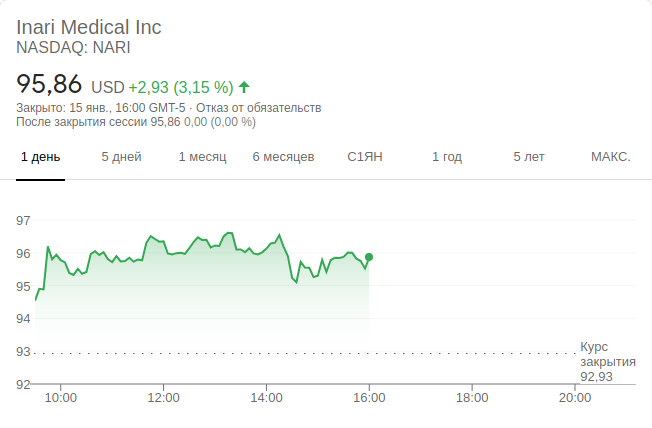 Inari Medical Inc
NASDAQ: NARI
95,86 USD +2,93 (3,15 %)
Закрыто: 15 янв., 16:00 GMT-5 · Отказ от обязательств
После закрытия сессии 95,86 0,00 (0,00 %)
1 день 5 дней 1 месяц 6 месяцев С1ЯН 1 год 5 лет МАКС.
97
96
95
94
93
Курс
закрытия
92,93
92
10:00 12:00 14:00 16:00 18:00 20:00